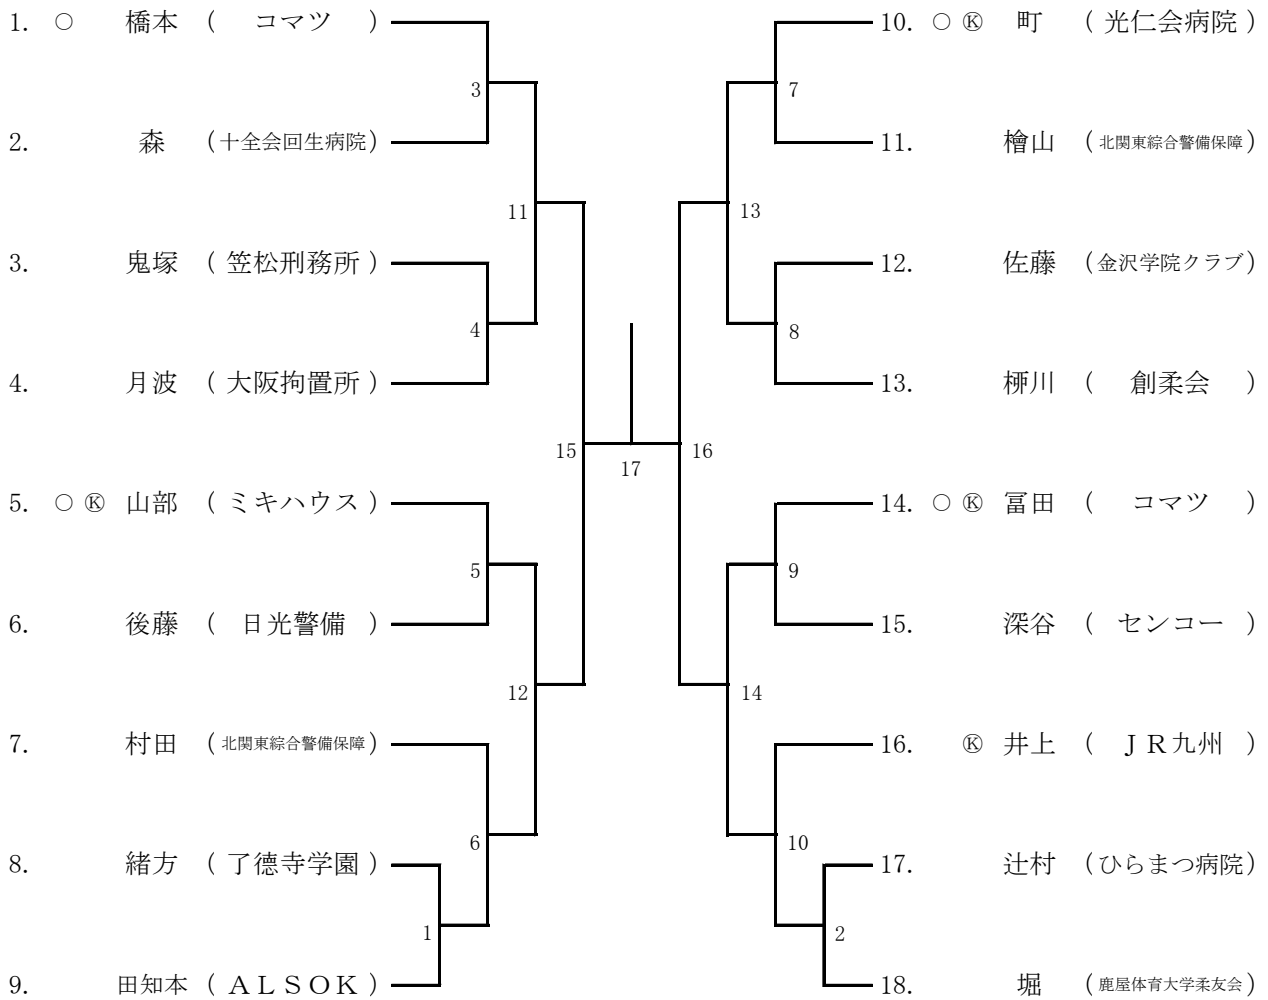 1. ○ 橋本 ( コマツ )
2. 森 (十全会回生病院)
3. 鬼塚 ( 笠松刑務所 )
4. 月波 ( 大阪拘置所 )
5. ○ Ⓚ 山部 ( ミキハウス )
6. 後藤 ( 日光警備 )
7. 村田 ( 北関東綜合警備保障 )
8. 緒方 ( 了德寺学園 )
9. 田知本 ( ＡＬＳＯＫ )
3
4
5
6
1
11
12
15
17
16
13
14
7
8
9
10
2
10. ○ Ⓚ 町 ( 光仁会病院 )
11. 檜山 ( 北関東綜合警備保障 )
12. 佐藤 (金沢学院クラブ)
13. 栁川 ( 創柔会 )
14. ○ Ⓚ 冨田 ( コマツ )
15. 深谷 ( センコー )
16. Ⓚ 井上 ( ＪＲ九州 )
17. 辻村 (ひらまつ病院)
18. 堀 ( 鹿屋体育大学柔友会 )